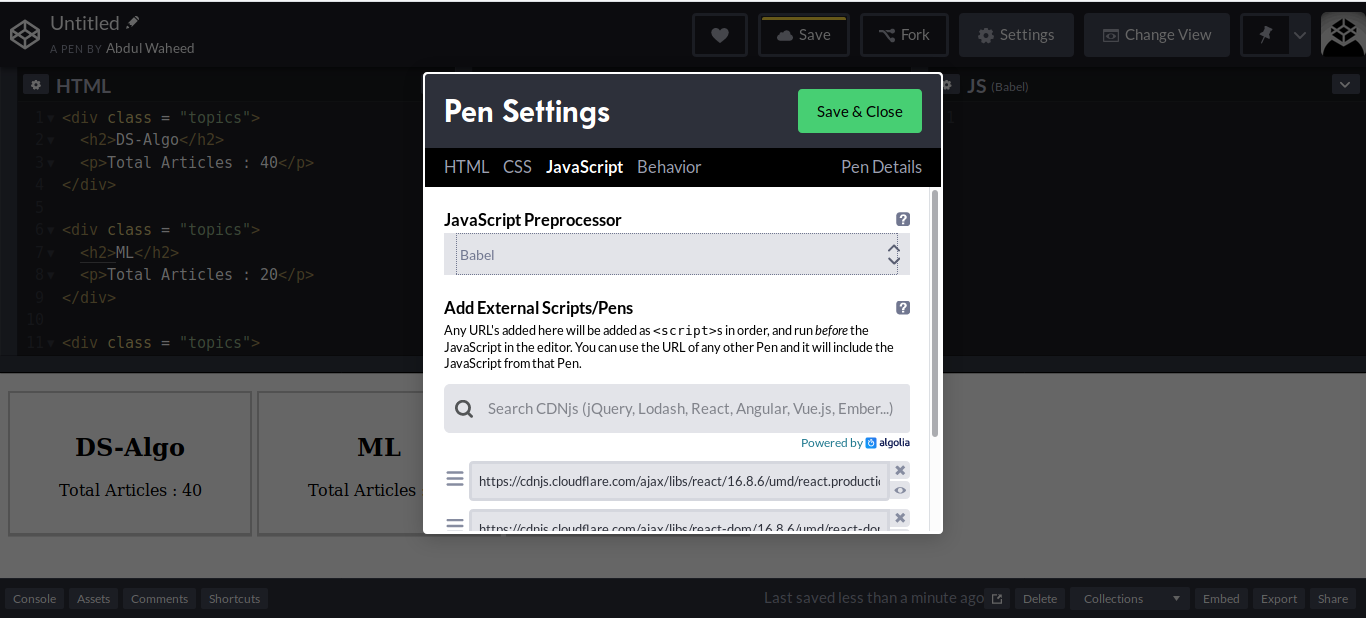 Untitled
A PEN BY Abdul Waheed
Save
Fork
Settings
Change View
HTML
JS (Babel)
1 <div class = "topics">
2 <h2>DS-Algo</h2>
3 <p>Total Articles : 40</p>
4 </div>
5
6 <div class = "topics">
7 <h2>ML</h2>
8 <p>Total Articles : 20</p>
9 </div>
10
11 <div class = "topics">
1
Pen Settings
Save & Close
HTML CSS JavaScript Behavior Pen Details
JavaScript Preprocessor
?
Babel
Add External Scripts/Pens
?
Any URL's added here will be added as <script>s in order, and run before the
JavaScript in the editor. You can use the URL of any other Pen and it will include the
JavaScript from that Pen.
Search CDNjs (jQuery, Lodash, React, Angular, Vue.js, Ember...)
Powered by algolia
https://cdnjs.cloudflare.com/ajax/libs/react/16.8.6/umd/react.producti
https://cdnjs.cloudflare.com/ajax/libs/react-dom/16.8.6/umd/react-do
DS-Algo
Total Articles : 40
ML
Total Articles
Console Assets Comments Shortcuts
Last saved less than a minute ago
Delete Collections Embed Export Share